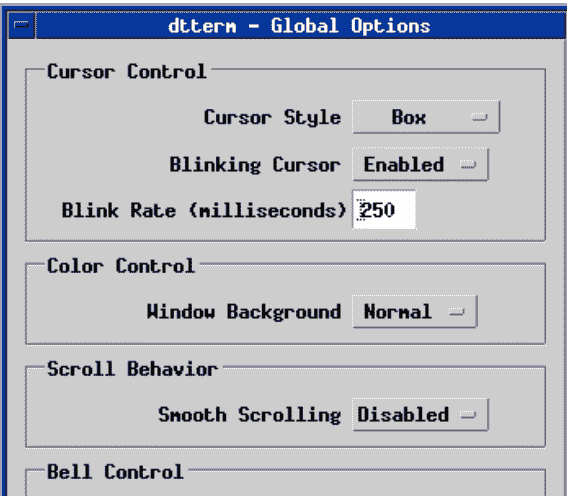 dtterm - Global Options
Cursor Control
Cursor Style Box
Blinking Cursor Enabled
Blink Rate (milliseconds) 250
Color Control
Window Background Normal
Scroll Behavior
Smooth Scrolling Disabled
Bell Control